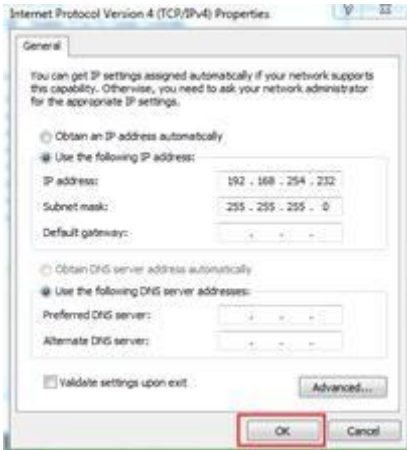 Internet Protocol Version 4 (TCP/IPv4) Properties
General
You can get IP settings assigned automatically if your network supports
this capability. Otherwise, you need to ask your network administrator
for the appropriate IP settings.
Obtain an IP address automatically
Use the following IP address:
IP address: 192 . 168 . 254 . 232
Subnet mask: 255 . 255 . 255 . 0
Default gateway: . . .
Obtain DNS server address automatically
Use the following DNS server addresses:
Preferred DNS server: . . .
Alternate DNS server: . . .
Validate settings upon exit
Advanced...
OK Cancel